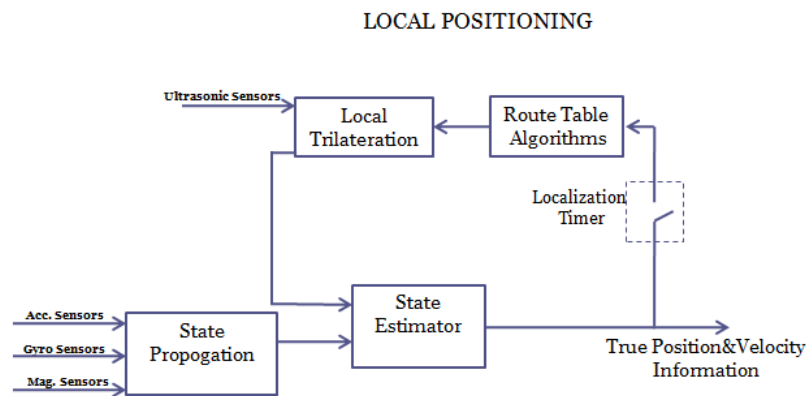 LOCAL POSITIONING
Ultrasonic Sensors
Local
Trilateration
Route Table
Algorithms
Localization
Timer
Acc. Sensors
Gyro Sensors
Mag. Sensors
State
Propogation
State
Estimator
True Position&Velocity
Information